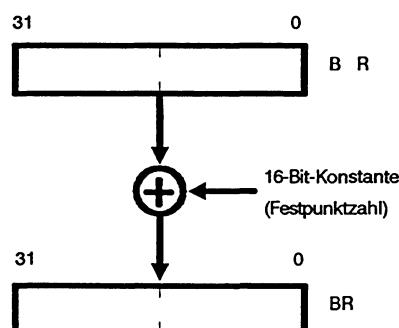 31 0
B R
16-Bit-Konstante
(Festpunktzahl)
31 0
BR